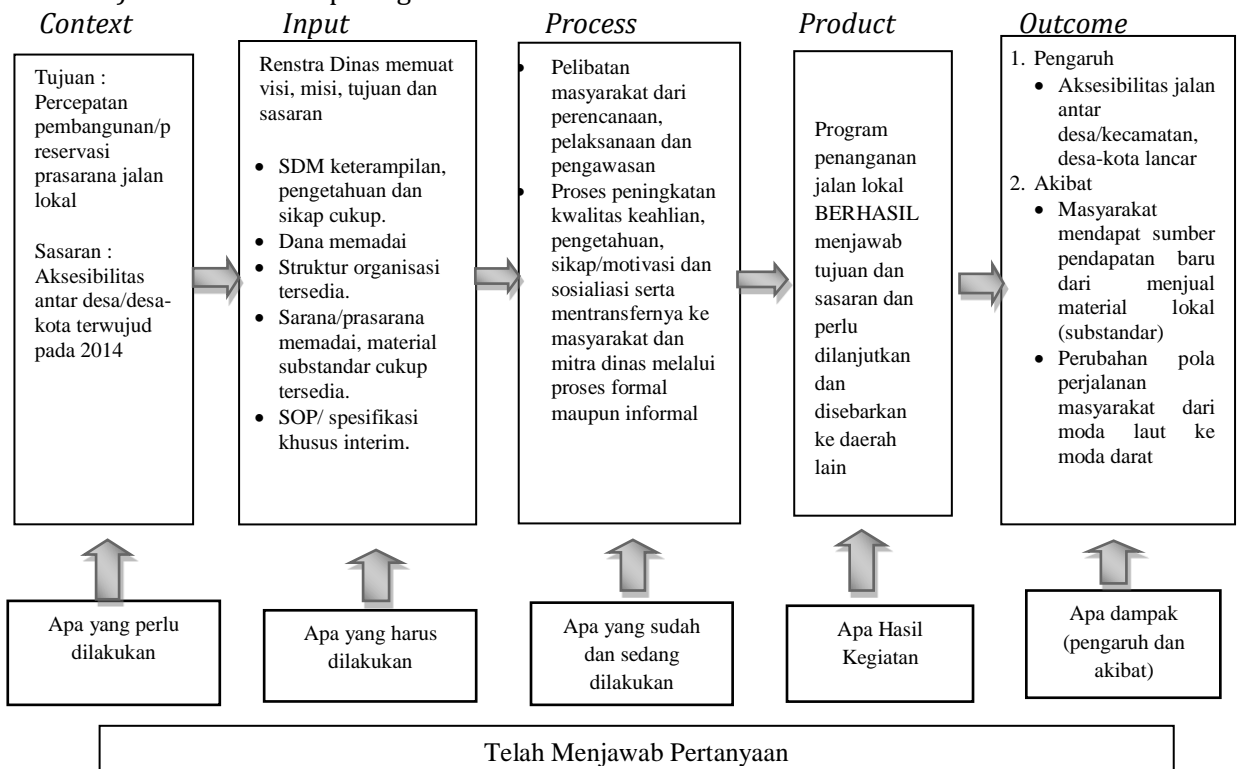 Context
Input
Process
Product
Outcome
Tujuan :
Percepatan
pembangunan/p
reservasi
prasarana jalan
lokal
Sasaran :
Aksesibilitas
antar desa/desa-
kota terwujud
pada 2014
Renstra Dinas memuat
visi, misi, tujuan dan
sasaran
• SDM keterampilan,
pengetahuan dan
sikap cukup.
• Dana memadai
• Struktur organisasi
tersedia.
• Sarana/prasarana
memadai, material
substandar cukup
tersedia.
• SOP/ spesifikasi
khusus interim.
• Pelibatan
masyarakat dari
perencanaan,
pelaksanaan dan
pengawasan
• Proses peningkatan
kwalitas keahlian,
pengetahuan,
sikap/motivasi dan
sosialiasi serta
mentransfernya ke
masyarakat dan
mitra dinas melalui
proses formal
maupun informal
Program
penanganan
jalan lokal
BERHASIL
menjawab
tujuan dan
sasaran dan
perlu
dilanjutkan
dan
disebarkan
ke daerah
lain
1. Pengaruh
• Aksesibilitas jalan
antar
desa/kecamatan,
desa-kota lancar
2. Akibat
• Masyarakat
mendapat sumber
pendapatan baru
dari menjual
material lokal
(substandar)
• Perubahan pola
perjalanan
masyarakat dari
moda laut ke
moda darat
Apa yang perlu
dilakukan
Apa yang harus
dilakukan
Apa yang sudah
dan sedang
dilakukan
Apa Hasil
Kegiatan
Apa dampak
(pengaruh dan
akibat)
Telah Menjawab Pertanyaan